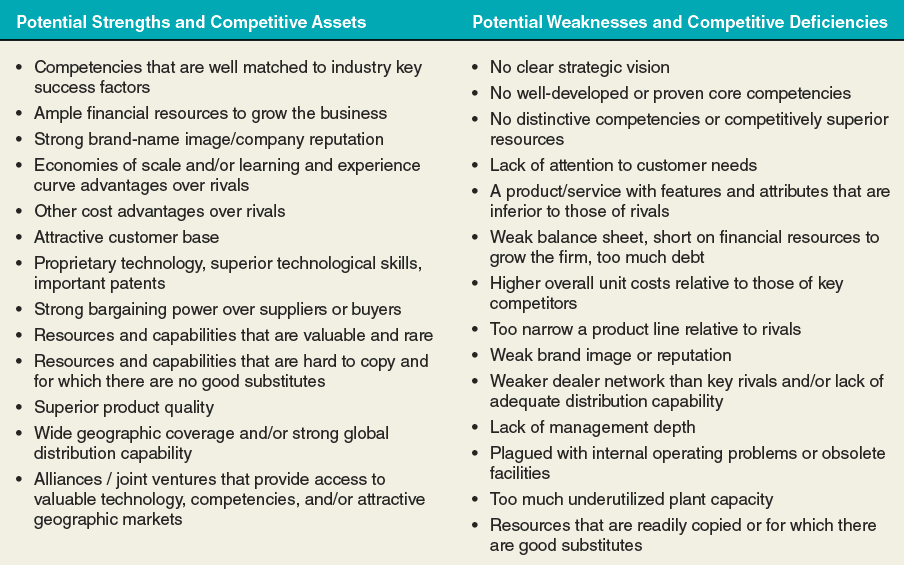 Potential Strengths and Competitive Assets
• Competencies that are well matched to industry key
success factors
• Ample financial resources to grow the business
• Strong brand-name image/company reputation
• Economies of scale and/or learning and experience
curve advantages over rivals
• Other cost advantages over rivals
• Attractive customer base
• Proprietary technology, superior technological skills,
important patents
• Strong bargaining power over suppliers or buyers
• Resources and capabilities that are valuable and rare
• Resources and capabilities that are hard to copy and
for which there are no good substitutes
• Superior product quality
• Wide geographic coverage and/or strong global
distribution capability
• Alliances / joint ventures that provide access to
valuable technology, competencies, and/or attractive
geographic markets
Potential Weaknesses and Competitive Deficiencies
• No clear strategic vision
• No well-developed or proven core competencies
• No distinctive competencies or competitively superior
resources
• Lack of attention to customer needs
• A product/service with features and attributes that are
inferior to those of rivals
• Weak balance sheet, short on financial resources to
grow the firm, too much debt
• Higher overall unit costs relative to those of key
competitors
• Too narrow a product line relative to rivals
• Weak brand image or reputation
• Weaker dealer network than key rivals and/or lack of
adequate distribution capability
• Lack of management depth
• Plagued with internal operating problems or obsolete
facilities
• Too much underutilized plant capacity
• Resources that are readily copied or for which there
are good substitutes